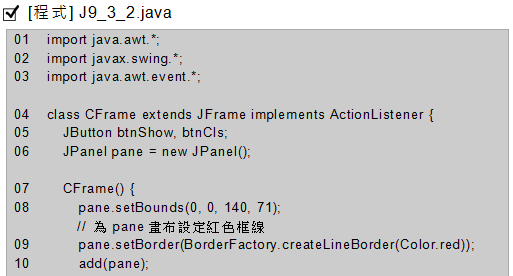 [程式] J9_3_2.java
01 import java.awt.*;
02 import javax.swing.*;
03 import java.awt.event.*;
04 class CFrame extends JFrame implements ActionListener {
05 JButton btnShow, btnCls;
06 JPanel pane = new JPanel();
07 CFrame() {
08 pane.setBounds(0, 0, 140, 71);
// 為 pane 畫布設定紅色框線
09 pane.setBorder(BorderFactory.createLineBorder(Color.red));
10 add(pane);